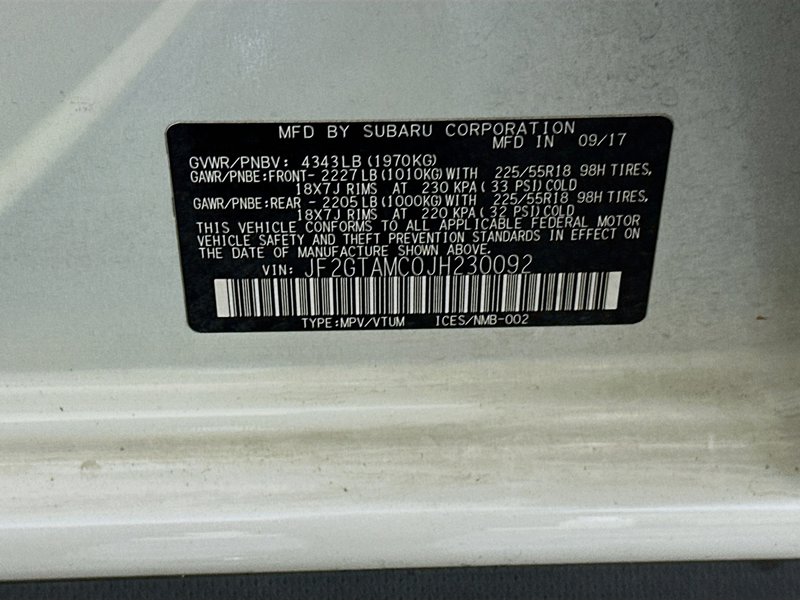 MFD BY SUBARU CORPORATION
MFD IN 09/17
GVWR/PNBV: 4343LB (1970KG)
GAWR/PNBE:FRONT- 2227 LB (1010KG) WITH 225/55R18 98H TIRES,
18X7J RIMS AT 230 KPA ( 33 PSI) COLD
GAWR/PNBE:REAR - 2205 LB (1000KG) WITH 225/55R18 98H TIRES,
18X7J RIMS AT 220 KPA ( 32 PSI) COLD
THIS VEHICLE CONFORMS TO ALL APPLICABLE FEDERAL MOTOR
VEHICLE SAFETY AND THEFT PREVENTION STANDARDS IN EFFECT ON
THE DATE OF MANUFACTURE SHOWN ABOVE.
VIN: JF2GTAMC0JH230092
TYPE:MPV/VTUM ICES/NMB-002